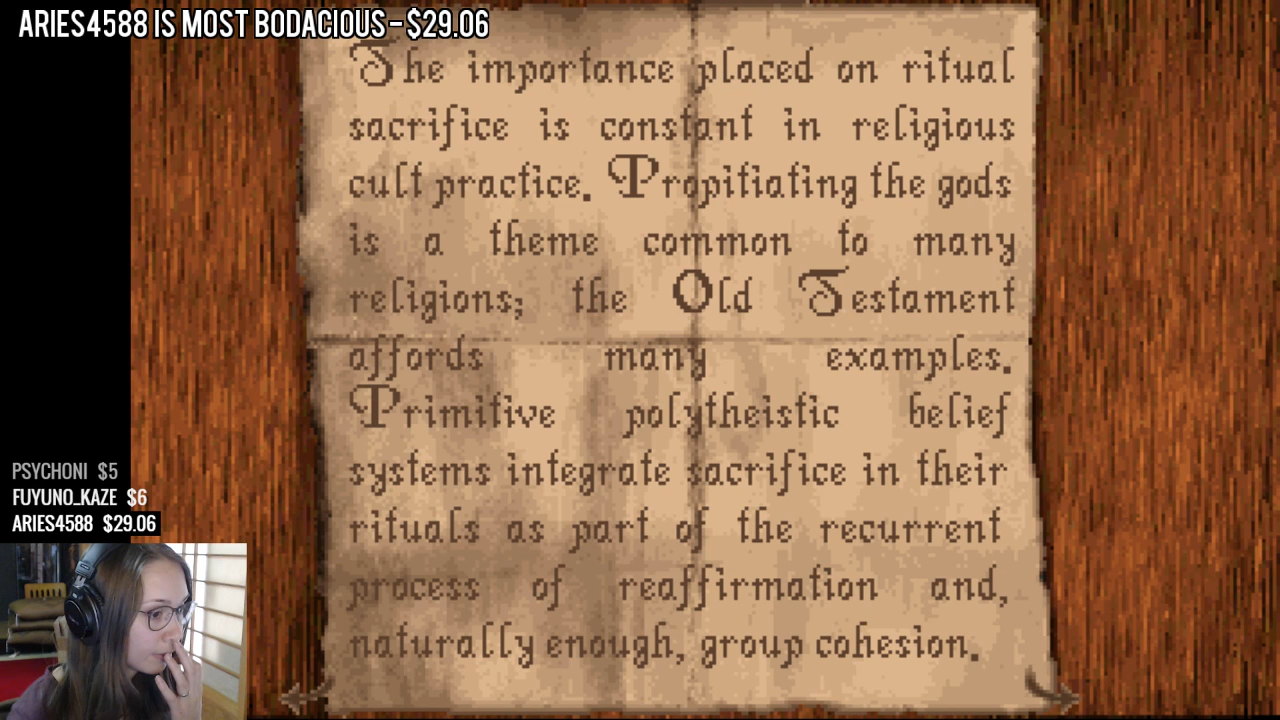 ARIES4588 IS MOST BODACIOUS - $29.06
The importance placed on ritual
sacrifice is constant in religious
cult practice. Propitiating the gods
is a theme common to many
religions; the Old Testament
affords many examples.
Primitive polytheistic belief
systems integrate sacrifice in their
rituals as part of the recurrent
process of reaffirmation and,
naturally enough, group cohesion.
PSYCHONI $5
FUYUNO_KAZE $6
ARIES4588 $29.06